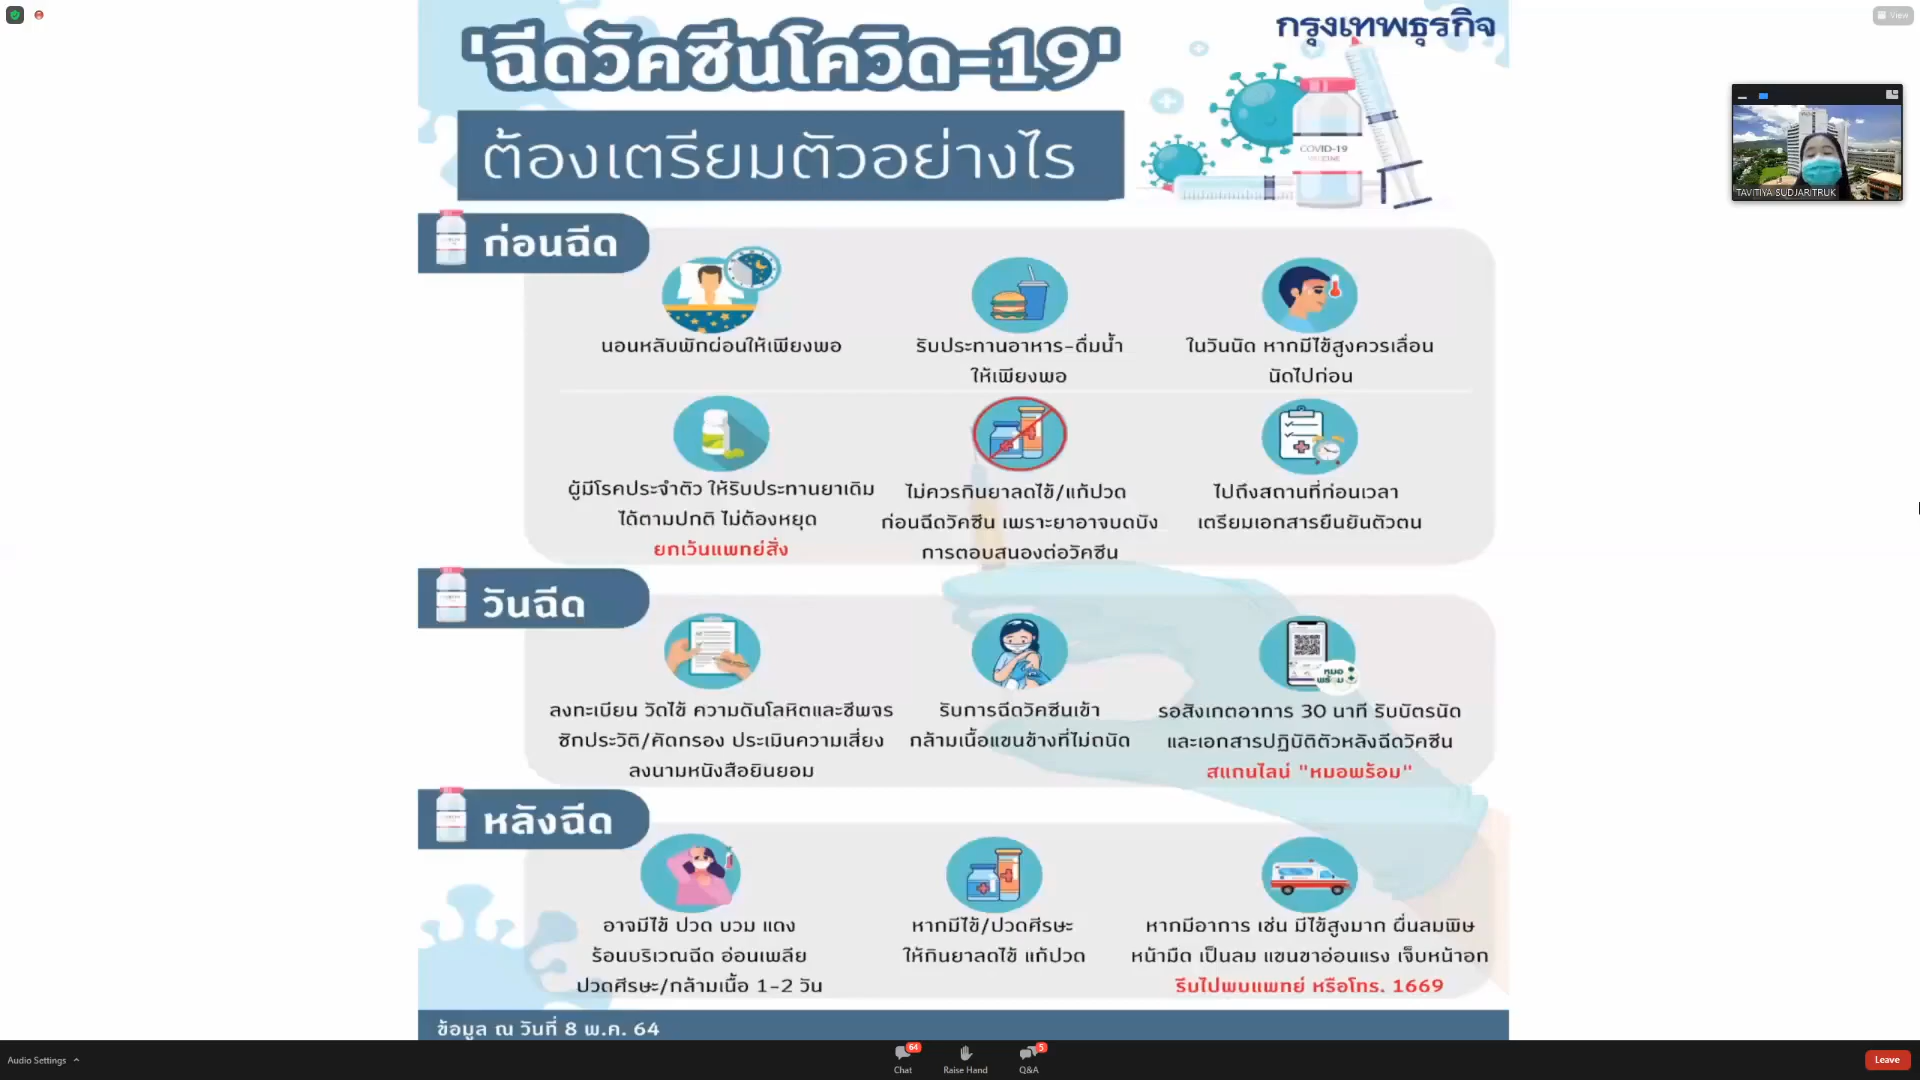 View
กรุงเทพธุรกิจ
'ฉีดวัคซีนโควิด=19'
ต้องเตรียมตัวอย่างไร
COVID-19
VACCINE
TAVITIYA SUDJARITRUK
ก่อนฉีด
นอนหลับพักผ่อนให้เพียงพอ
รับประทานอาหาร-ดื่มน้ำ
ให้เพียงพอ
ในวันนัด หากมีไข้สูงควรเลื่อน
นัดไปก่อน
ผู้มีโรคประจำตัว ให้รับประทานยาเดิม
ได้ตามปกติ ไม่ต้องหยุด
ยกเว้นแพทย์สั่ง
ไม่ควรกินยาลดไข้/แก้ปวด
ก่อนฉีดวัคซีน เพราะยาอาจบดบัง
การตอบสนองต่อวัคซีน
ไปถึงสถานที่ก่อนเวลา
เตรียมเอกสารยืนยันตัวตน
วันฉีด
ลงทะเบียน วัดไข้ ความดันโลหิตและชีพจร
ซักประวัติ/คัดกรอง ประเมินความเสี่ยง
ลงนามหนังสือยินยอม
รับการฉีดวัคซีนเข้า
กล้ามเนื้อแขนข้างที่ไม่ถนัด
หมอ
พร้อม
รอสังเกตอาการ 30 นาที รับบัตรนัด
และเอกสารปฏิบัติตัวหลังฉีดวัคซีน
สแกนไลน์ "หมอพร้อม"
หลังฉีด
อาจมีไข้ ปวด บวม แดง
ร้อนบริเวณฉีด อ่อนเพลีย
ปวดศีรษะ/กล้ามเนื้อ 1-2 วัน
หากมีไข้/ปวดศีรษะ
ให้กินยาลดไข้ แก้ปวด
หากมีอาการ เช่น มีไข้สูงมาก ผื่นลมพิษ
หน้ามืด เป็นลม แขนขาอ่อนแรง เจ็บหน้าอก
รีบไปพบแพทย์ หรือโทร. 1669
ข้อมูล ณ วันที่ 8 พ.ค. 64
Audio Settings
64
Chat
Raise Hand
5
Q&A
Leave